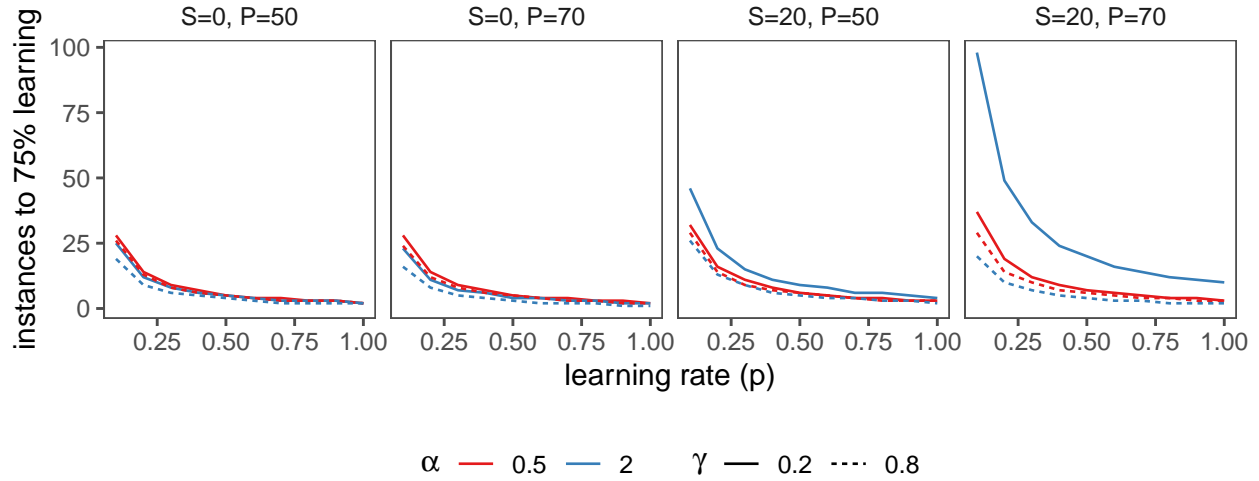 S=0, P=50 S=0, P=70 S=20, P=50 S=20, P=70
instances to 75% learning
100
75
50
25
0
0.25 0.50 0.75 1.00 0.25 0.50 0.75 1.00 0.25 0.50 0.75 1.00 0.25 0.50 0.75 1.00
learning rate (p)
α 0.5 2 γ 0.2 0.8